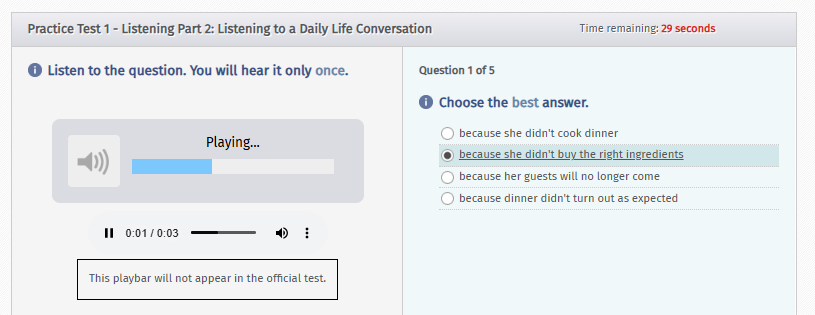 Practice Test 1 - Listening Part 2: Listening to a Daily Life Conversation
Time remaining: 29 seconds
Listen to the question. You will hear it only once.
Playing...
0:01 / 0:03
This playbar will not appear in the official test.
Question 1 of 5
Choose the best answer.
because she didn't cook dinner
because she didn't buy the right ingredients
because her guests will no longer come
because dinner didn't turn out as expected